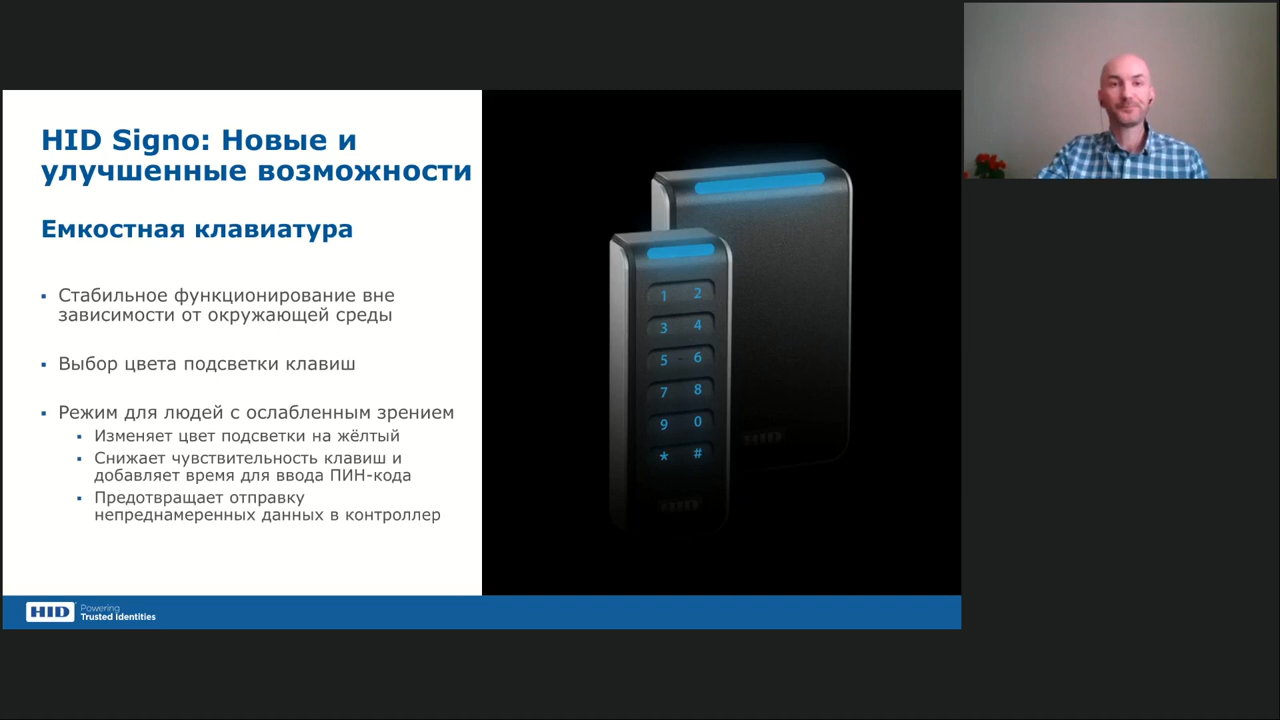 HID Signo: Новые и
улучшенные возможности
Емкостная клавиатура
▪ Стабильное функционирование вне
зависимости от окружающей среды
▪ Выбор цвета подсветки клавиш
▪ Режим для людей с ослабленным зрением
▪ Изменяет цвет подсветки на жёлтый
▪ Снижает чувствительность клавиш и
добавляет время для ввода ПИН-кода
▪ Предотвращает отправку
непреднамеренных данных в контроллер
1 2
3 4
5 - 6
7 8
9 0
* #
HID
HID
HID
Powering
Trusted Identities